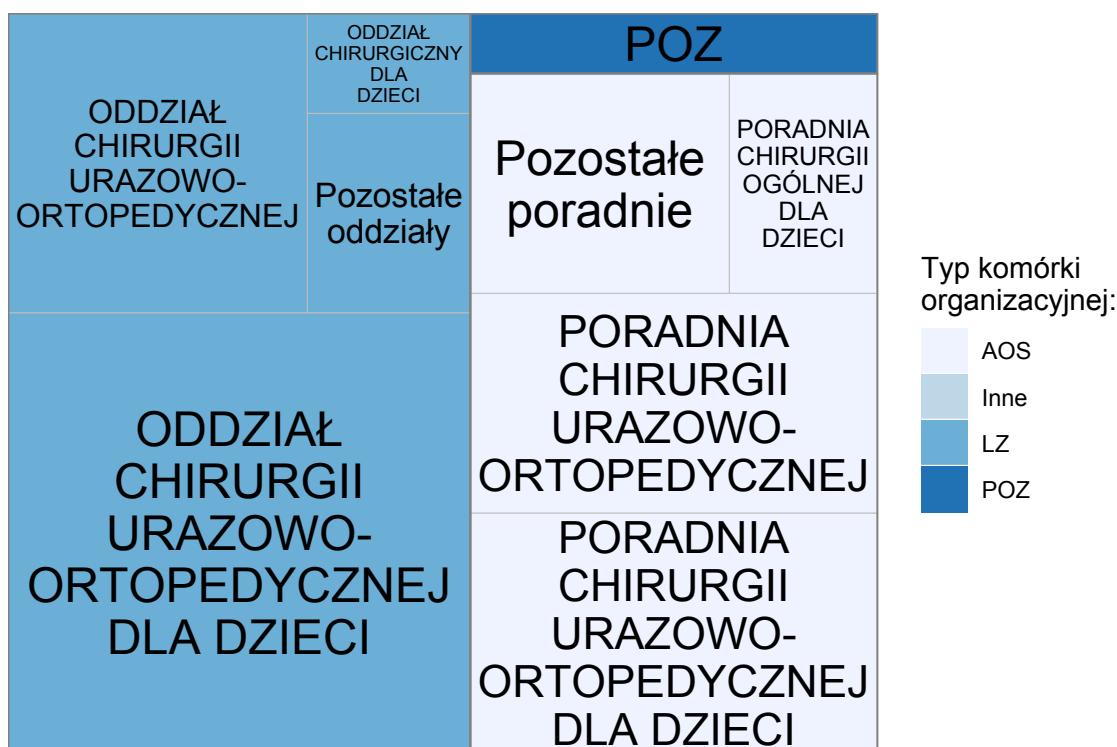 ODDZIAŁ
CHIRURGII
URAZOWO-
ORTOPEDYCZNEJ
ODDZIAŁ
CHIRURGICZNY
DLA
DZIECI
Pozostałe
oddziały
ODDZIAŁ
CHIRURGII
URAZOWO-
ORTOPEDYCZNEJ
DLA DZIECI
POZ
Pozostałe
poradnie
PORADNIA
CHIRURGII
OGÓLNEJ
DLA
DZIECI
PORADNIA
CHIRURGII
URAZOWO-
ORTOPEDYCZNEJ
PORADNIA
CHIRURGII
URAZOWO-
ORTOPEDYCZNEJ
DLA DZIECI
Typ komórki
organizacyjnej:
AOS
Inne
LZ
POZ